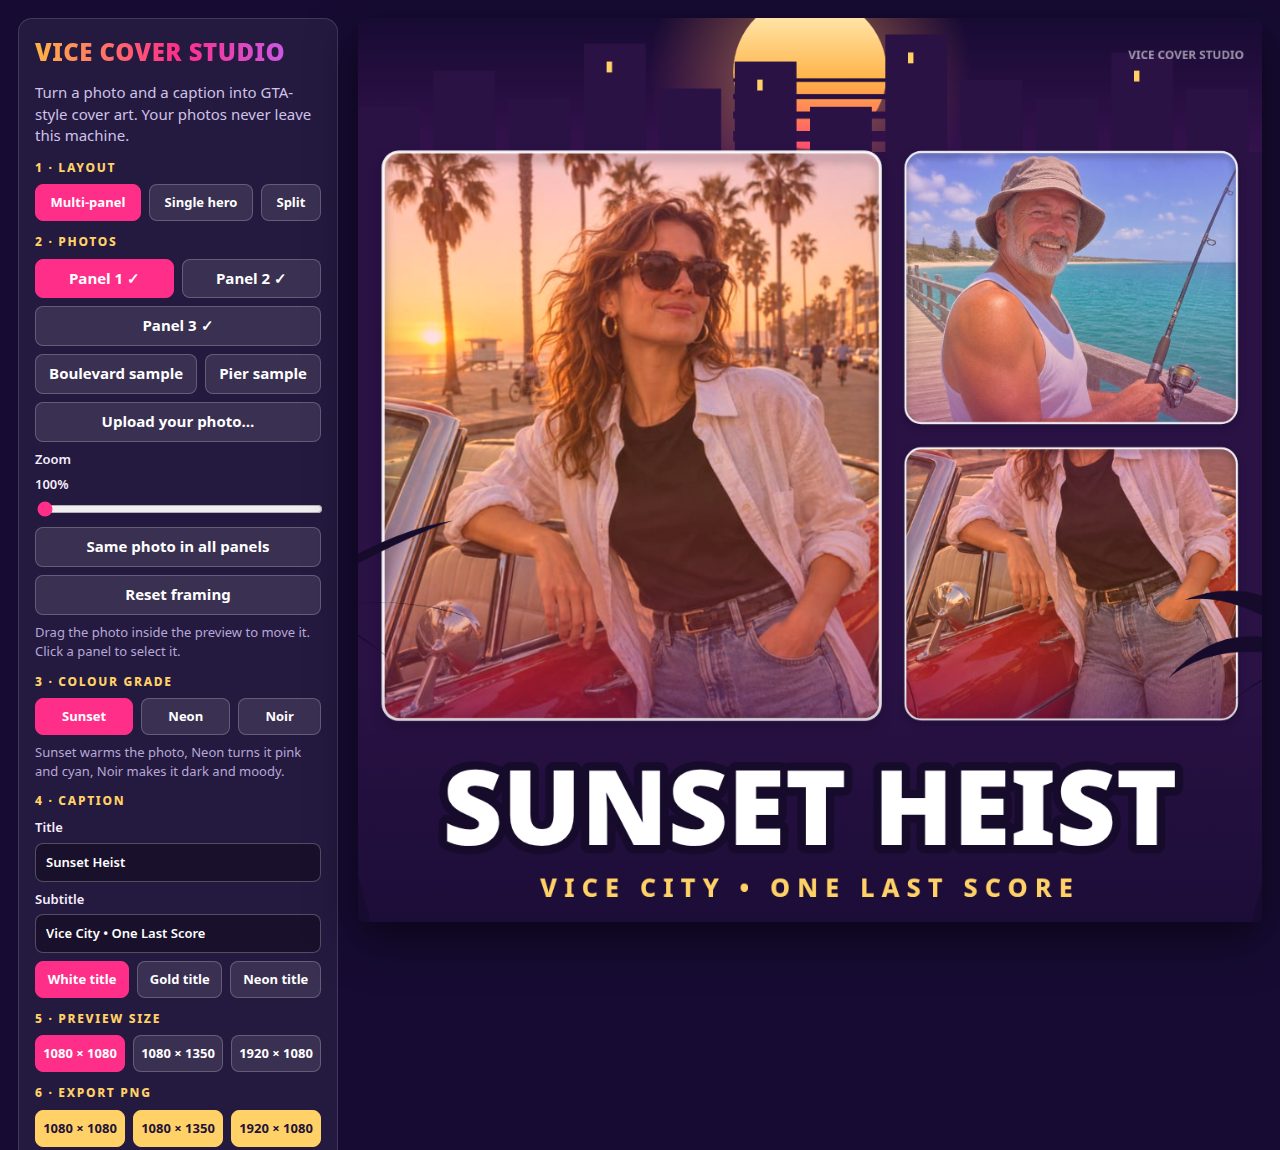 VICE COVER STUDIO
Turn a photo and a caption into GTA-
style cover art. Your photos never leave
this machine.
1 · LAYOUT
Multi-panel
Single hero
Split
2 · PHOTOS
Panel 1 ✓
Panel 2 ✓
Panel 3 ✓
Boulevard sample
Pier sample
Upload your photo...
Zoom
100%
Same photo in all panels
Reset framing
Drag the photo inside the preview to move it.
Click a panel to select it.
3 · COLOUR GRADE
Sunset
Neon
Noir
Sunset warms the photo, Neon turns it pink
and cyan, Noir makes it dark and moody.
4 · CAPTION
Title
Sunset Heist
Subtitle
Vice City • One Last Score
White title
Gold title
Neon title
5 · PREVIEW SIZE
1080 × 1080
1080 × 1350
1920 × 1080
6 · EXPORT PNG
1080 × 1080
1080 × 1350
1920 × 1080
VICE COVER STUDIO
SUNSET HEIST
VICE CITY • ONE LAST SCORE